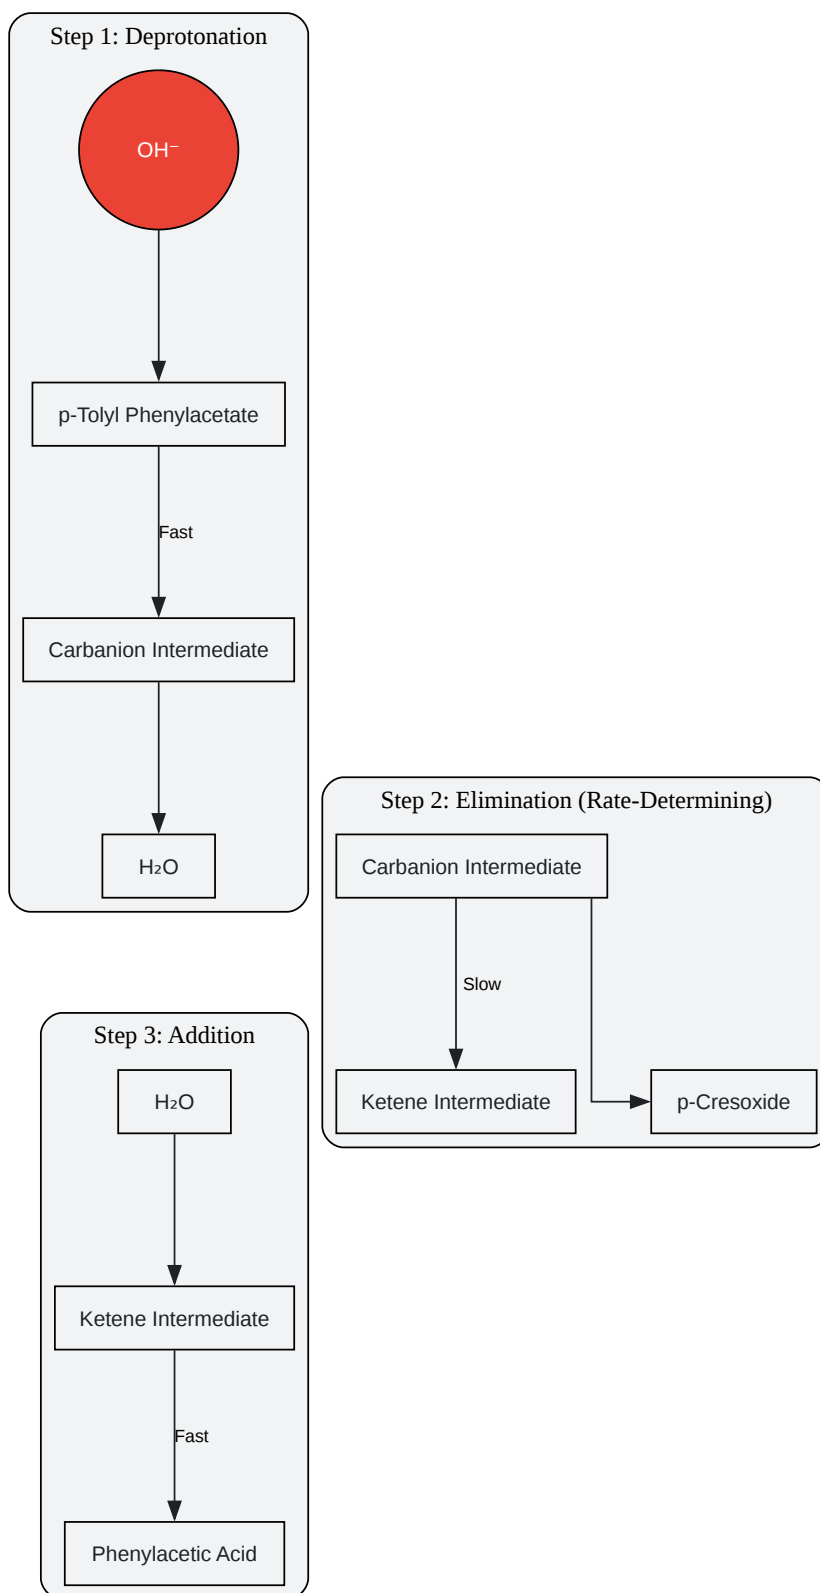 Step 1: Deprotonation
OH⁻
p-Tolyl Phenylacetate
Fast
Carbanion Intermediate
H₂O
Step 2: Elimination (Rate-Determining)
Carbanion Intermediate
Slow
Ketene Intermediate
p-Cresoxide
Step 3: Addition
H₂O
Ketene Intermediate
Fast
Phenylacetic Acid